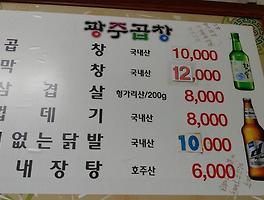 광주곱창
곱 창 국내산 10,000
막 창 국내산 12,000
삼 겹 살 헝가리산/200g 8,000
껍 데 기 국내산 8,000
없는닭발 국내산 10,000
내 장 탕 호주산 6,000